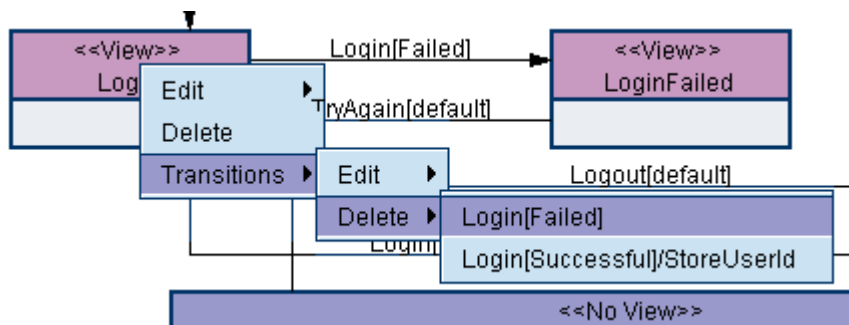 <<View>>
Log
Login[Failed]
<<View>>
LoginFailed
Edit
Delete
Transitions
TryAgain[default]
Edit
Delete
Logout[default]
Login[Failed]
Login[Successful]/StoreUserId
Login[
<<No View>>